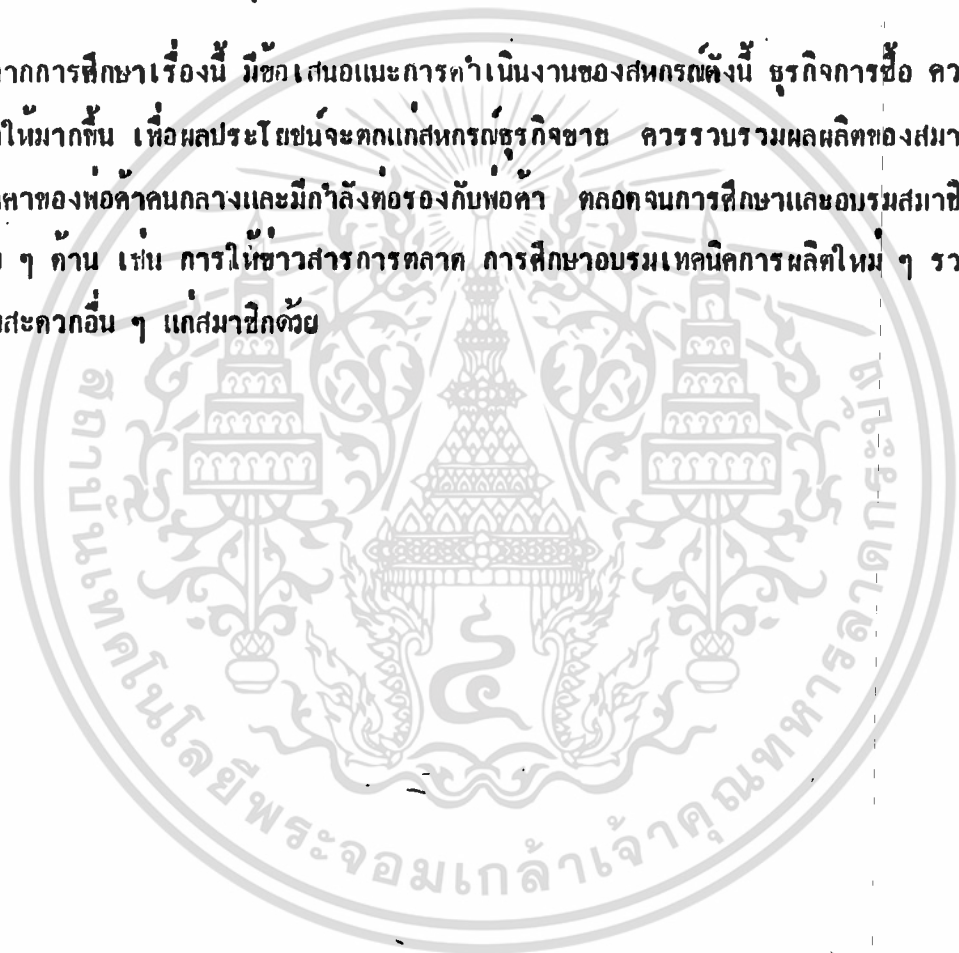 ากการศึกษาเรื่องนี้ มีข้อเสนอแนะการดำเนินงานของสหกรณ์ดังนี้ ธุรกิจการซื้อ คว
ให้มากขึ้น เพื่อผลประโยชน์จะตกแก่สหกรณ์ธุรกิจขาย ควรรวบรวมผลผลิตของสมา
คาของพ่อค้าคนกลางและมีกำลังต่อรองกับพ่อค้า ตลอดจนการศึกษาและอบรมสมาชิ
ๆ ด้าน เช่น การให้ข่าวสารการตลาด การศึกษาอบรมเทคนิคการผลิตใหม่ ๆ รว
สะดวกอื่น ๆ แก่สมาชิกด้วย
สถาบันเทคโนโลยีพระจอมเกล้าเจ้าคุณทหารลาดกระบัง